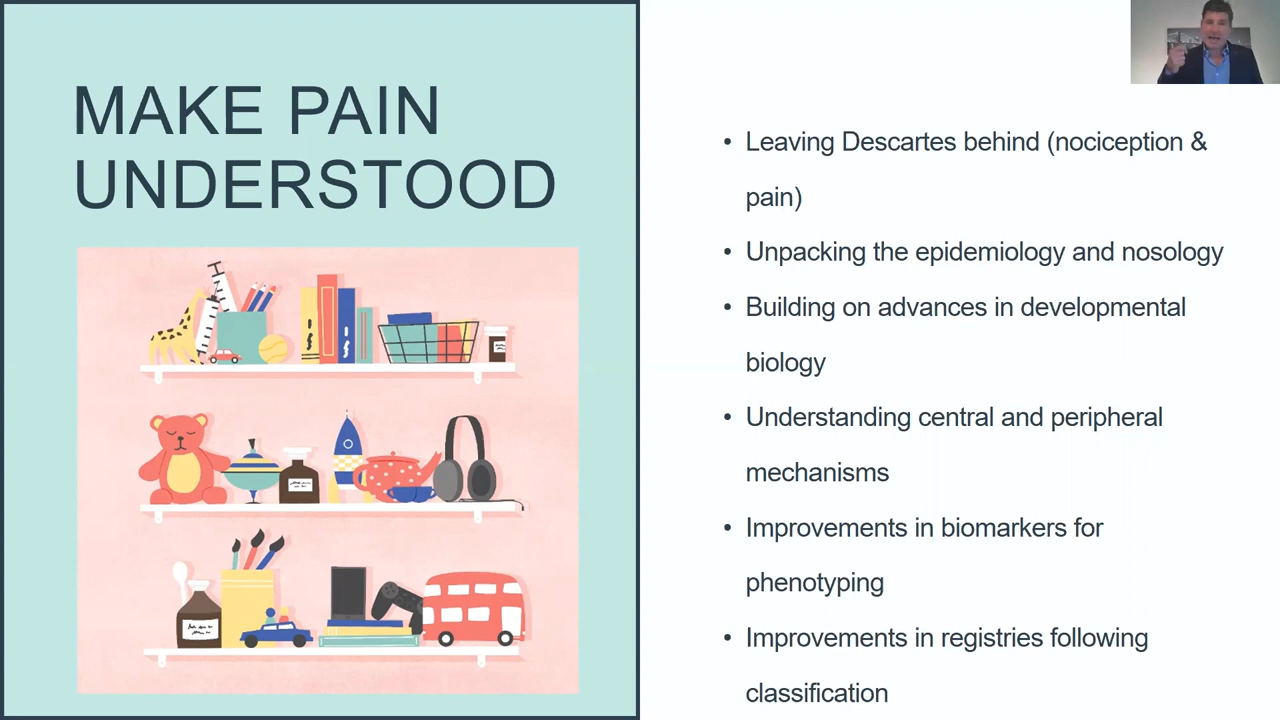 MAKE PAIN
UNDERSTOOD
• Leaving Descartes behind (nociception &
pain)
• Unpacking the epidemiology and nosology
• Building on advances in developmental
biology
• Understanding central and peripheral
mechanisms
• Improvements in biomarkers for
phenotyping
• Improvements in registries following
classification